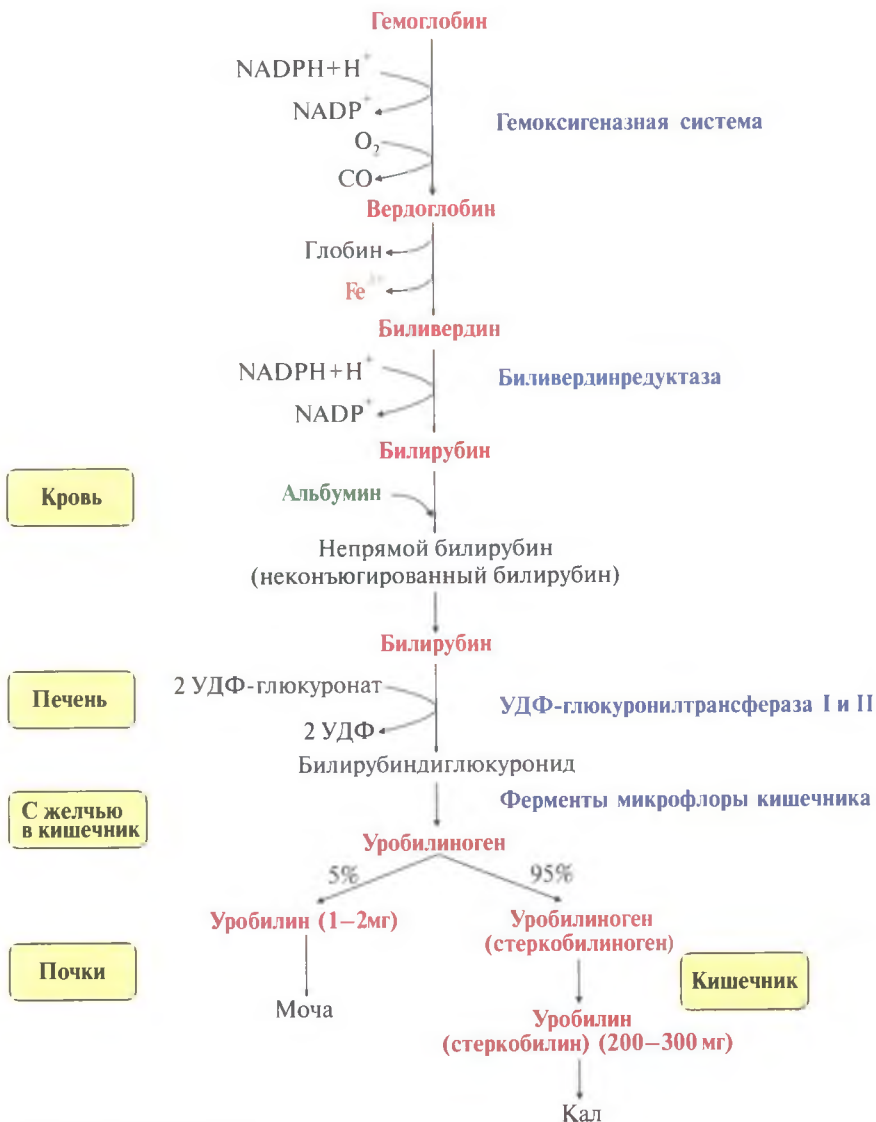 Гемоглобин
NADPH+H⁺
NADP⁺
Гемоксигеназная система
O₂
CO
Вердоглобин
Глобин
Fe
Биливердин
NADPH+H⁺
Биливердинредуктаза
NADP⁺
Билирубин
Кровь
Альбумин
Непрямой билирубин
(неконъюгированный билирубин)
Билирубин
Печень
2 УДФ-глюкуронат
УДФ-глюкуронилтрансфераза I и II
2 УДФ
Билирубиндиглюкуронид
С желчью
в кишечник
Ферменты микрофлоры кишечника
Уробилиноген
5%
95%
Уробилин (1–2мг)
Уробилиноген
(стеркобилиноген)
Почки
Кишечник
Моча
Уробилин
(стеркобилин) (200–300 мг)
Кал